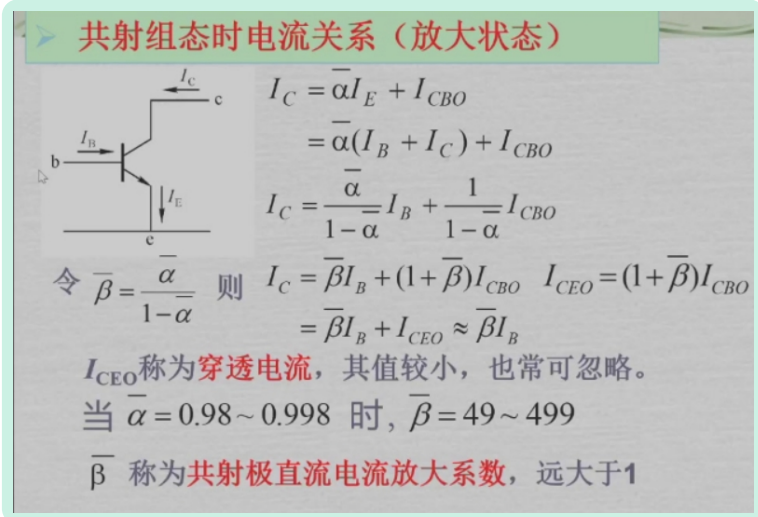 共射组态时电流关系（放大状态）
I_C
c
I_B
b
I_E
e
I_C = ᾱI_E + I_CBO
= ᾱ(I_B + I_C) + I_CBO
I_C = ᾱ/(1−ᾱ) I_B + 1/(1−ᾱ) I_CBO
令 β̄ = ᾱ/(1−ᾱ) 则 I_C = β̄I_B + (1+β̄)I_CBO I_CEO = (1+β̄)I_CBO
= β̄I_B + I_CEO ≈ β̄I_B
I_CEO称为穿透电流，其值较小，也常可忽略。
当 ᾱ = 0.98~0.998 时, β̄ = 49~499
β̄ 称为共射极直流电流放大系数，远大于1